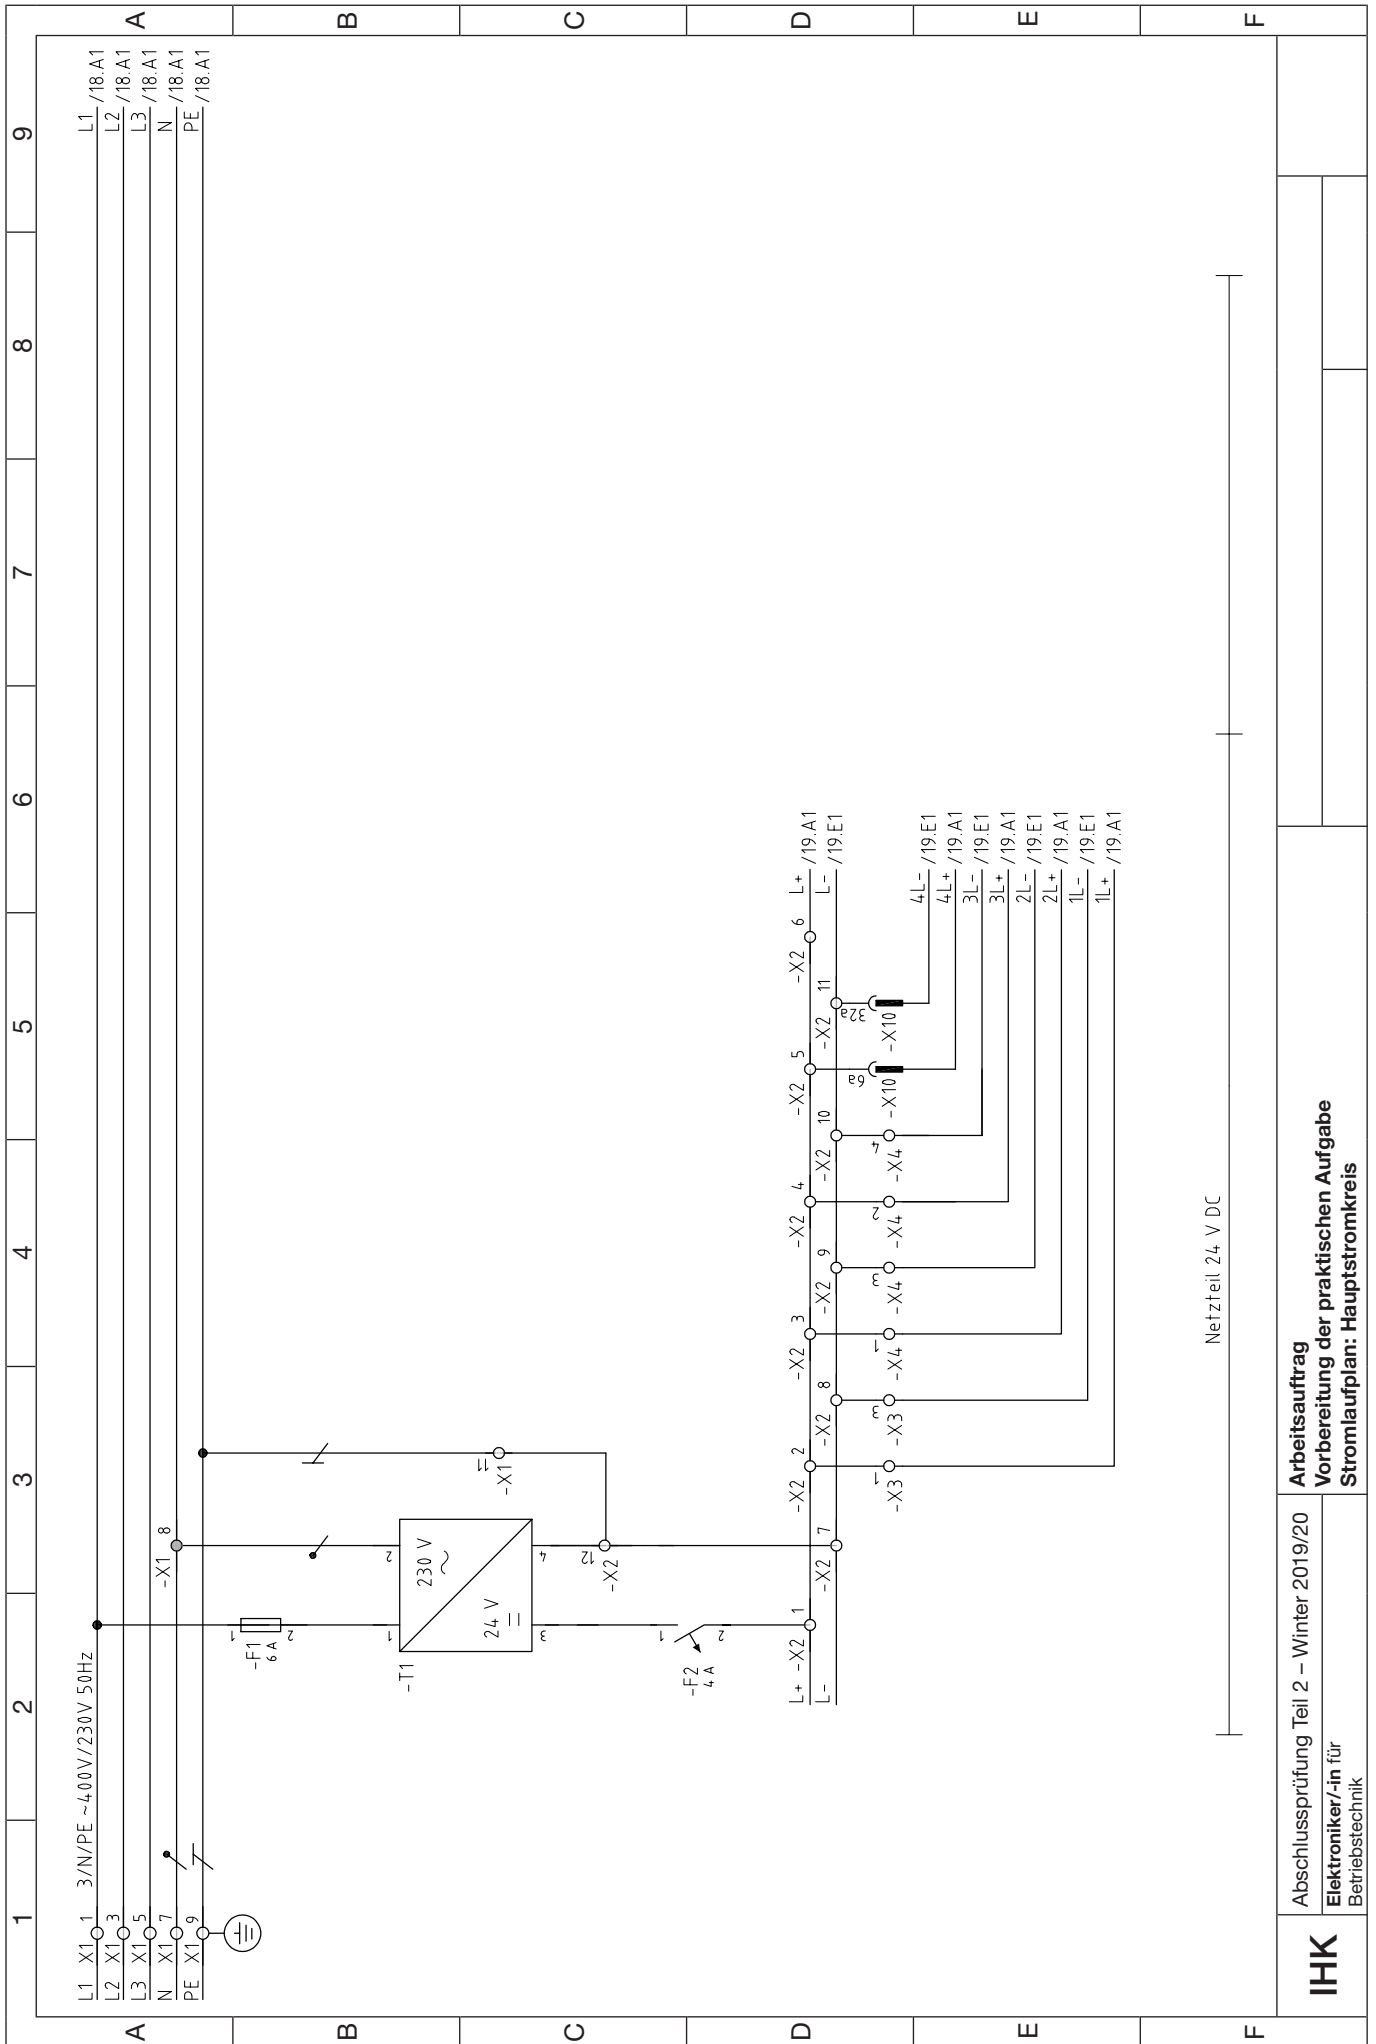 1 2 3 4 5 6 7 8 9
A A
B B
C C
D D
E E
F F
3/N/PE ~400V/230V 50Hz
L1 X1 1 L1 /18.A1
L2 X1 3 L2 /18.A1
L3 X1 5 L3 /18.A1
N X1 7 -X1 8 N /18.A1
PE X1 9 PE /18.A1
-F1
6 A
1
2
-T1
1 2
230 V
~
24 V
=
3 4
11
-X1
12
-X2
-F2
4 A
1
2
L+ -X2 1 -X2 2 -X2 3 -X2 4 -X2 5 -X2 6 L+ /19.A1
L- -X2 7 -X2 8 -X2 9 -X2 10 -X2 11 L- /19.E1
1 3 1 3 2 4 6a 32a
-X3 -X3 -X4 -X4 -X4 -X4 -X10 -X10
4L- /19.E1
4L+ /19.A1
3L- /19.E1
3L+ /19.A1
2L- /19.E1
2L+ /19.A1
1L- /19.E1
1L+ /19.A1
Netzteil 24 V DC
IHK
Abschlussprüfung Teil 2 – Winter 2019/20
Elektroniker/-in für
Betriebstechnik
Arbeitsauftrag
Vorbereitung der praktischen Aufgabe
Stromlaufplan: Hauptstromkreis